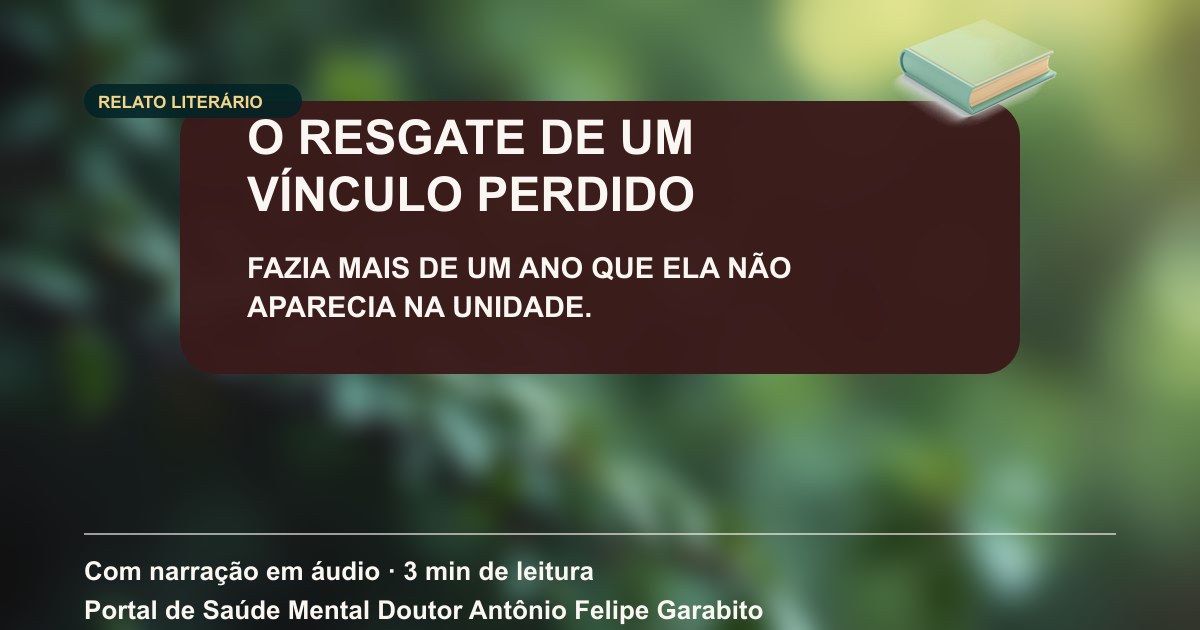 RELATO LITERÁRIO
O RESGATE DE UM
VÍNCULO PERDIDO
FAZIA MAIS DE UM ANO QUE ELA NÃO
APARECIA NA UNIDADE.
Com narração em áudio · 3 min de leitura
Portal de Saúde Mental Doutor Antônio Felipe Garabito